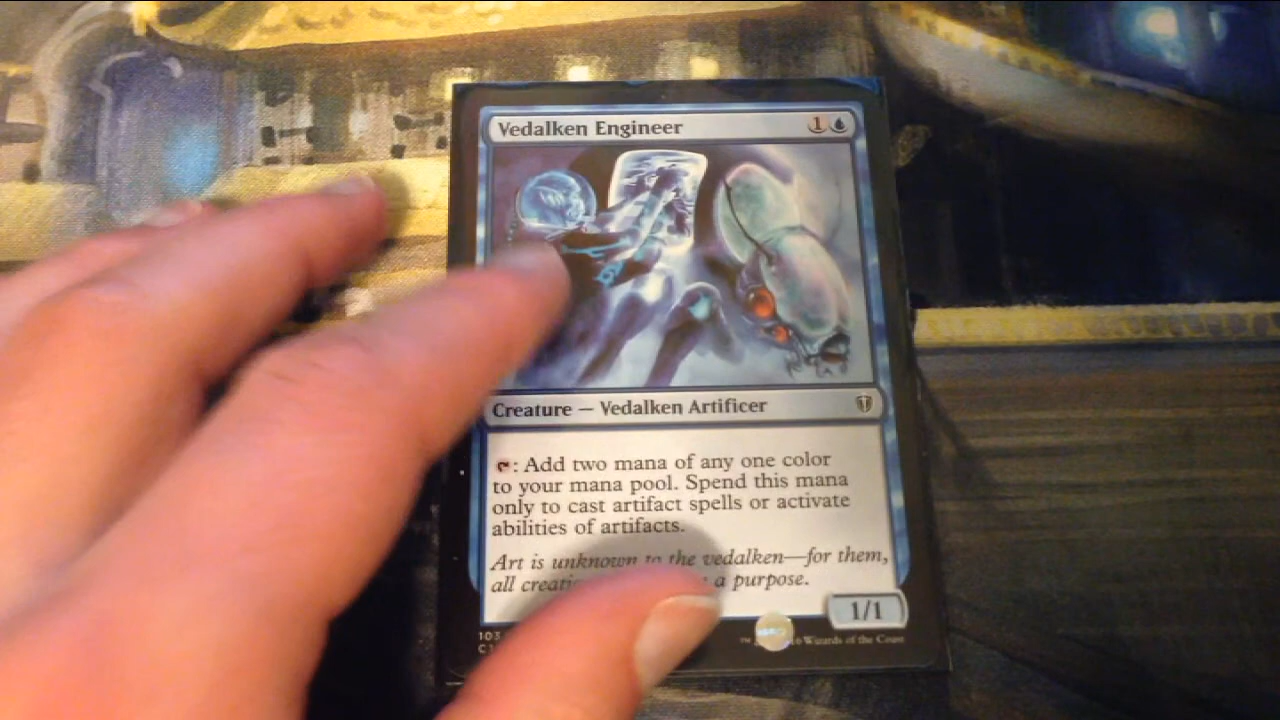 Vedalken Engineer 1
Creature — Vedalken Artificer
: Add two mana of any one color
to your mana pool. Spend this mana
only to cast artifact spells or activate
abilities of artifacts.
Art is unknown to the vedalken—for them,
all a purpose.
1/1
103
Wizards of the Coast